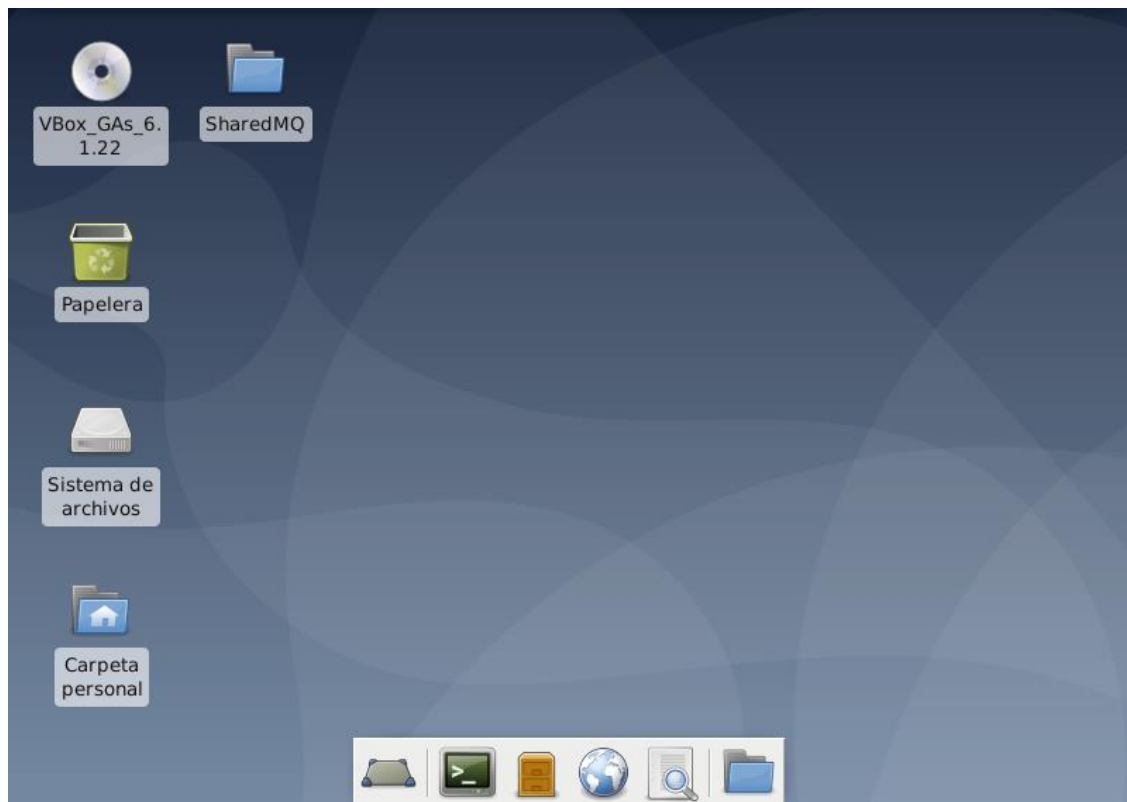 VBox_GAs_6.
1.22
SharedMQ
Papelera
Sistema de
archivos
Carpeta
personal
>_